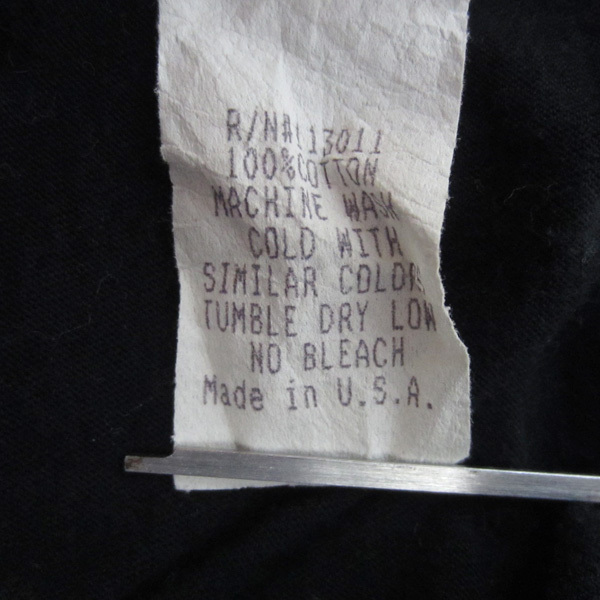 R/N#113011
100%COTTON
MACHINE WASH
COLD WITH
SIMILAR COLORS
TUMBLE DRY LOW
NO BLEACH
Made in U.S.A.